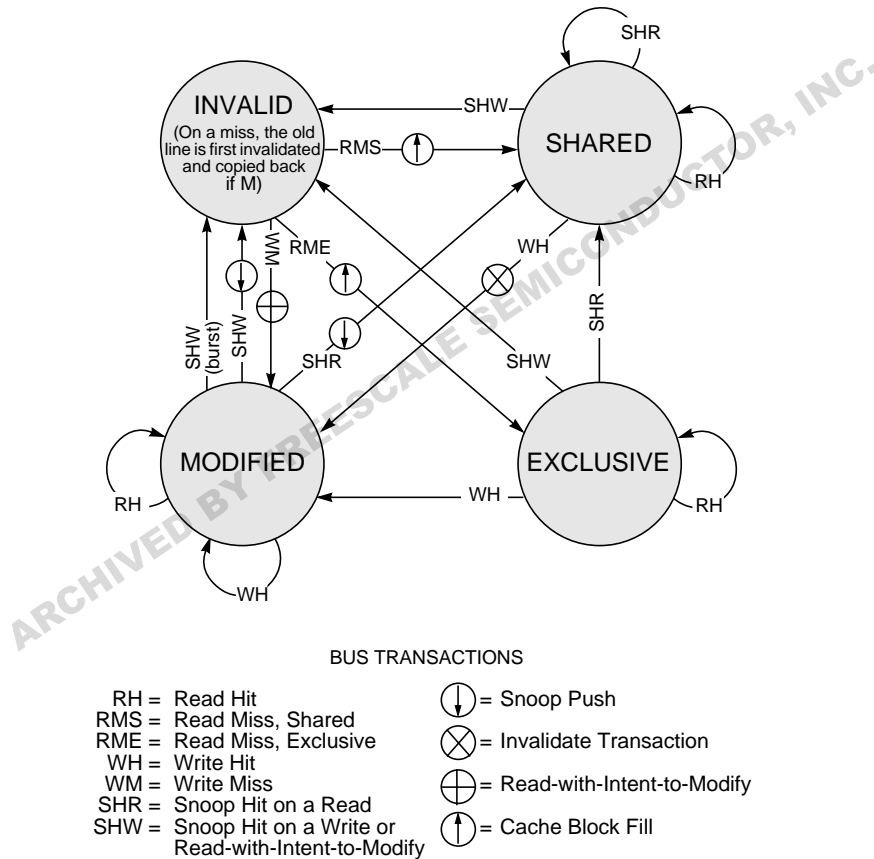 SHR
INVALID
(On a miss, the old
line is first invalidated
and copied back
if M)
SHW
RMS
SHARED
RH
WM
RME
WH
SHW
(burst)
SHW
SHR
SHW
SHR
MODIFIED
EXCLUSIVE
RH
WH
RH
WH
ARCHIVED BY FREESCALE SEMICONDUCTOR, INC.
BUS TRANSACTIONS
RH = Read Hit
RMS = Read Miss, Shared
RME = Read Miss, Exclusive
WH = Write Hit
WM = Write Miss
SHR = Snoop Hit on a Read
SHW = Snoop Hit on a Write or
Read-with-Intent-to-Modify
= Snoop Push
= Invalidate Transaction
= Read-with-Intent-to-Modify
= Cache Block Fill